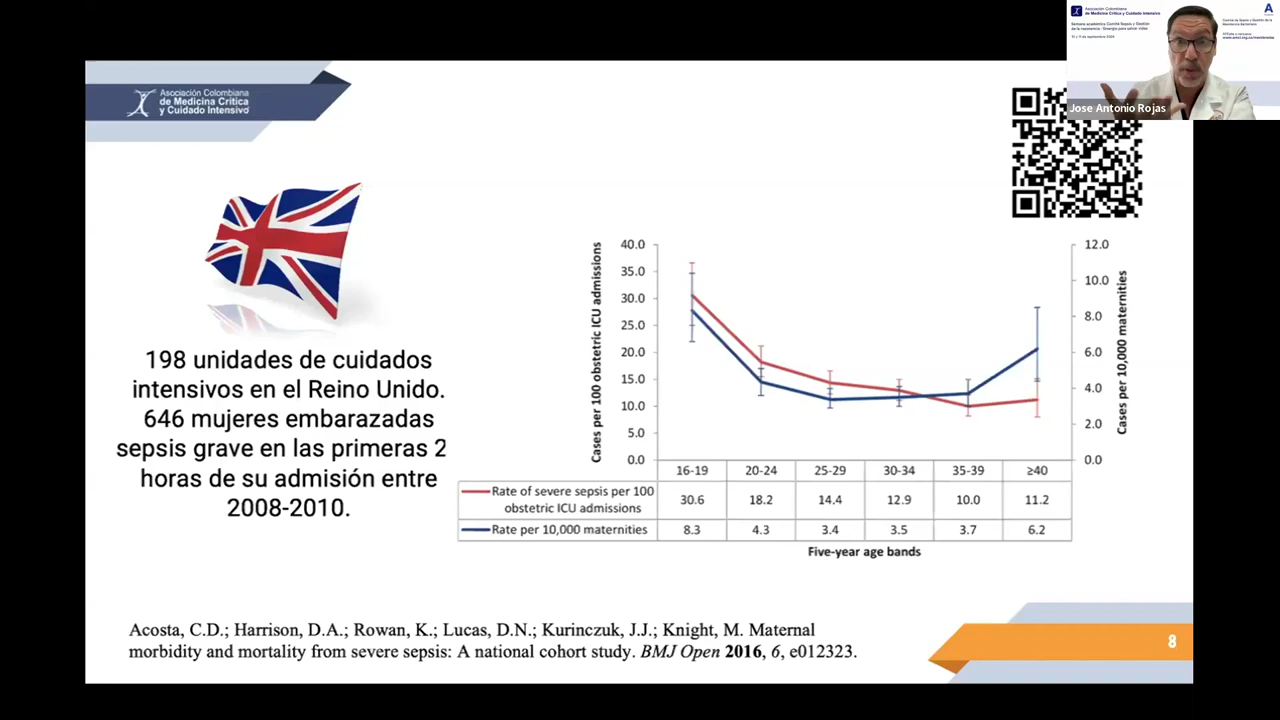 Asociación Colombiana
de Medicina Crítica
y Cuidado Intensivo
Asociación Colombiana
de Medicina Crítica y Cuidado Intensivo
Jose Antonio Rojas
198 unidades de cuidados
intensivos en el Reino Unido.
646 mujeres embarazadas
sepsis grave en las primeras 2
horas de su admisión entre
2008-2010.
Cases per 100 obstetric ICU admissions
40.0
35.0
30.0
25.0
20.0
15.0
10.0
5.0
0.0
12.0
10.0
8.0
6.0
4.0
2.0
0.0
Cases per 10,000 maternities
16-19 20-24 25-29 30-34 35-39 ≥40
Rate of severe sepsis per 100
obstetric ICU admissions
30.6 18.2 14.4 12.9 10.0 11.2
Rate per 10,000 maternities 8.3 4.3 3.4 3.5 3.7 6.2
Five-year age bands
Acosta, C.D.; Harrison, D.A.; Rowan, K.; Lucas, D.N.; Kurinczuk, J.J.; Knight, M. Maternal
morbidity and mortality from severe sepsis: A national cohort study. BMJ Open 2016, 6, e012323.
8